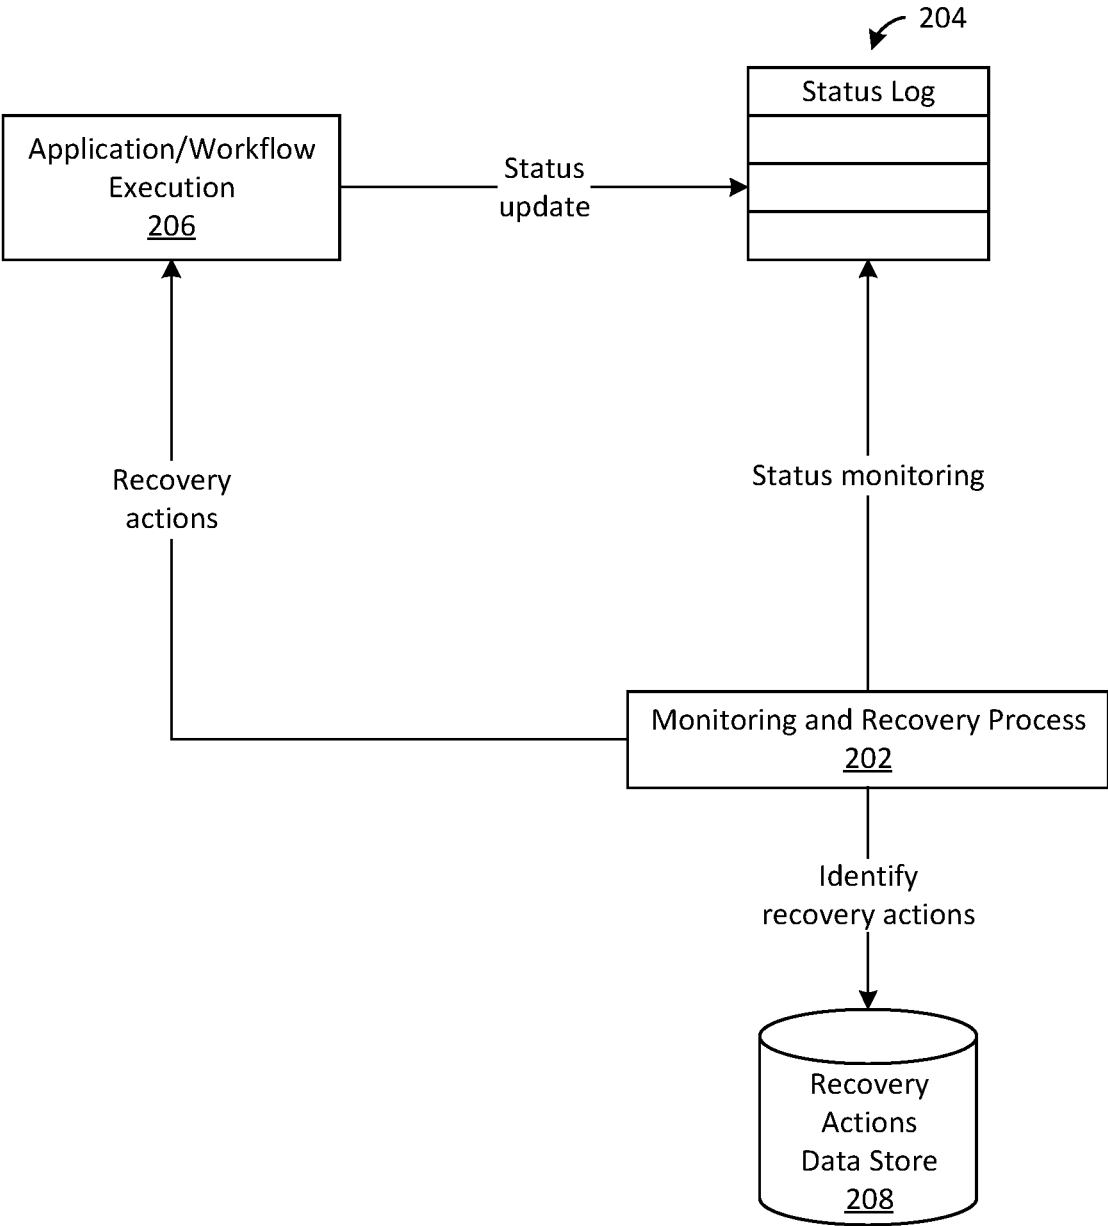 204
Status Log
Application/Workflow
Execution
206
Status
update
Recovery
actions
Status monitoring
Monitoring and Recovery Process
202
Identify
recovery actions
Recovery
Actions
Data Store
208